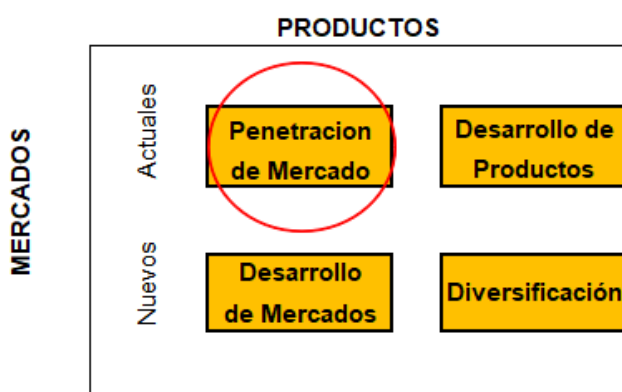 PRODUCTOS
MERCADOS
Actuales
Penetracion
de Mercado
Desarrollo de
Productos
Nuevos
Desarrollo
de Mercados
Diversificación